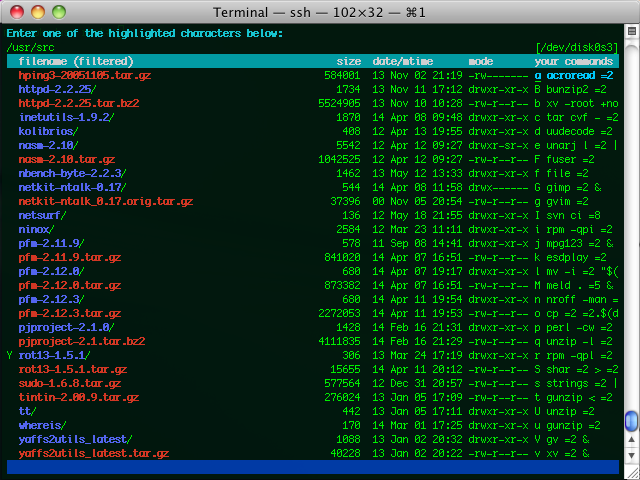 Terminal — ssh — 102×32 — ⌘1
Enter one of the highlighted characters below:
/usr/src [/dev/disk0s3]
filename (filtered) size date/mtime mode your commands
hping3-20051105.tar.gz 584001 13 Nov 02 21:19 -rw------- a acroread =2
httpd-2.2.25/ 1734 13 Nov 11 17:12 drwxr-xr-x B bunzip2 =2
httpd-2.2.25.tar.bz2 5524905 13 Nov 10 10:28 -rw-r--r-- b xv -root +no
inetutils-1.9.2/ 1870 14 Apr 08 09:48 drwxr-xr-x c tar cvf - =2
kolibrios/ 408 12 Apr 13 19:55 drwxr-xr-x d uudecode =2
nasm-2.10/ 5542 12 Apr 12 09:27 drwxr-xr-x e unarj l =2 |
nasm-2.10.tar.gz 1042525 12 Apr 12 09:27 -rw-r--r-- F fuser =2
nbench-byte-2.2.3/ 1462 13 May 12 13:33 drwxr-xr-x f file =2
netkit-ntalk-0.17/ 544 14 Apr 08 11:58 drwx------ G gimp =2 &
netkit-ntalk_0.17.orig.tar.gz 37396 00 Nov 05 20:54 -rw-r--r-- g gvim =2
netsurf/ 136 12 May 18 21:55 drwxr-xr-x I svn ci =8
ninox/ 2584 12 Mar 23 11:11 drwxr-xr-x i rpm -qpi =2
pfm-2.11.9/ 578 11 Sep 08 14:41 drwxr-xr-x j mpg123 =2 &
pfm-2.11.9.tar.gz 841020 14 Apr 07 16:51 -rw-r--r-- k esdplay =2
pfm-2.12.0/ 680 14 Apr 07 19:17 drwxr-xr-x l mv -i =2 "$(
pfm-2.12.0.tar.gz 873382 14 Apr 07 16:51 -rw-r--r-- M meld . =5 &
pfm-2.12.3/ 680 14 Apr 11 19:54 drwxr-xr-x n nroff -man =
pfm-2.12.3.tar.gz 2272053 14 Apr 11 19:53 -rw-r--r-- o cp =2 =2.$(d
pjproject-2.1.0/ 1428 14 Feb 16 21:31 drwxr-xr-x p perl -cw =2
pjproject-2.1.tar.bz2 4111835 14 Feb 16 21:29 -rw-r--r-- q unzip -l =2
Y rot13-1.5.1/ 306 13 Mar 24 17:19 drwxr-xr-x r rpm -qpl =2
rot13-1.5.1.tar.gz 15655 14 Apr 11 20:12 -rw-r--r-- S shar =2 > =2
sudo-1.6.8.tar.gz 577564 12 Dec 31 20:57 -rw-r--r-- s strings =2 |
tintin-2.00.9.tar.gz 276024 13 Jan 05 17:09 -rw-r--r-- t gunzip < =2
tt/ 442 13 Jan 05 17:11 drwxr-xr-x U unzip =2
whereis/ 170 14 Mar 01 17:25 drwxr-xr-x u gunzip =2
yaffs2utils_latest/ 1088 13 Jan 02 20:32 drwxr-xr-x V gv =2 &
yaffs2utils_latest.tar.gz 40228 13 Jan 02 20:22 -rw-r--r-- v xv =2 &